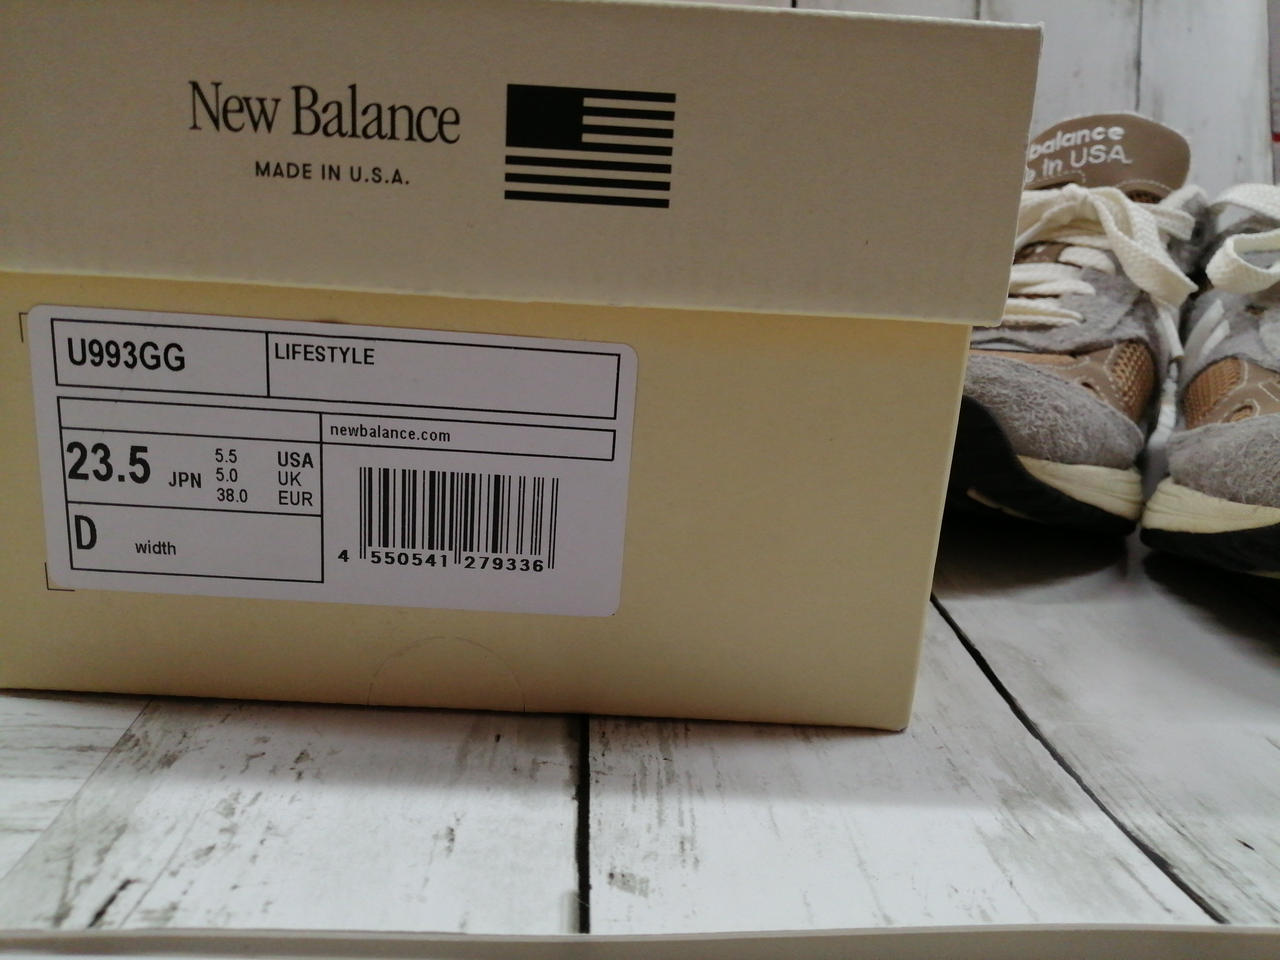 New Balance
MADE IN U.S.A.
balance
in USA
U993GG
LIFESTYLE
newbalance.com
23.5 JPN
5.5 USA
5.0 UK
38.0 EUR
D width
4 550541 279336